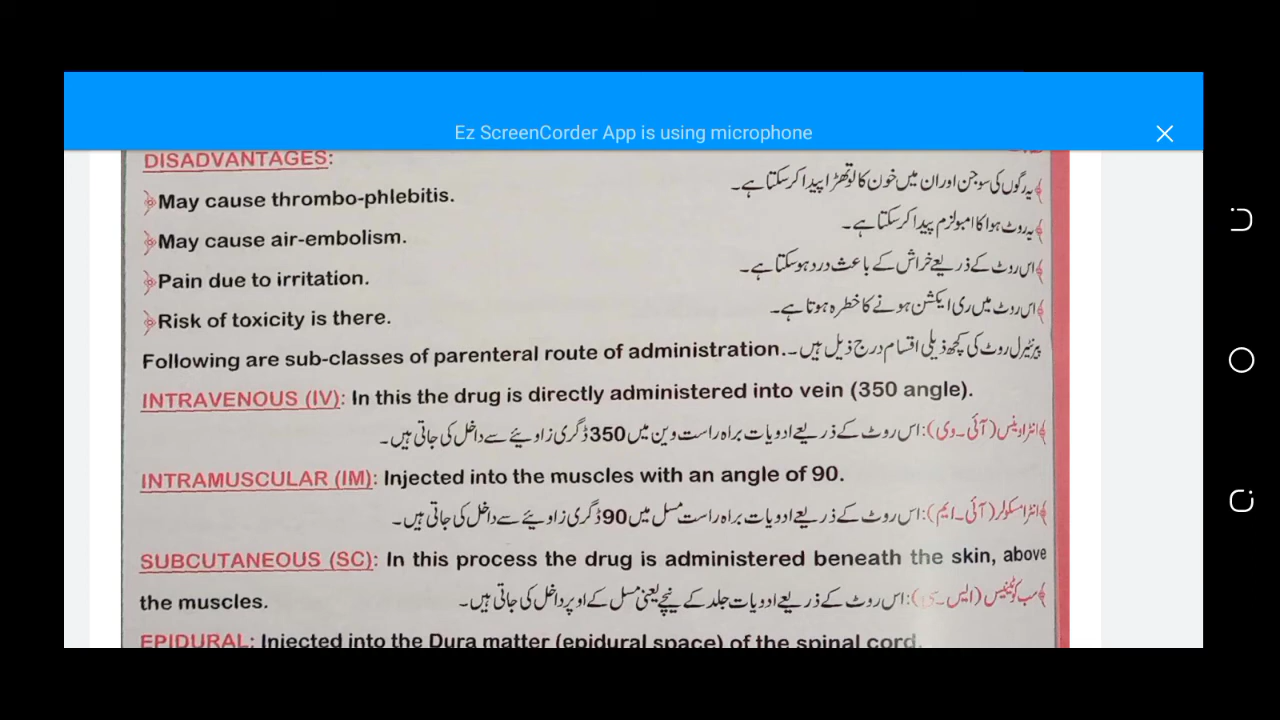 Ez ScreenCorder App is using microphone
DISADVANTAGES:
May cause thrombo-phlebitis. یہ رگوں کی سوجن اور ان میں خون کا لوتھڑا پیدا کر سکتا ہے۔
May cause air-embolism. یہ روٹ ہوا کا امبولزم پیدا کر سکتا ہے۔
Pain due to irritation. اس روٹ کے ذریعے خراش کے باعث درد ہو سکتا ہے۔
Risk of toxicity is there. اس روٹ میں ری ایکشن ہونے کا خطرہ ہوتا ہے۔
Following are sub-classes of parenteral route of administration. پیرنٹیرل روٹ کی کچھ ذیلی اقسام درج ذیل ہیں۔
INTRAVENOUS (IV): In this the drug is directly administered into vein (350 angle).
انٹراوینس (آئی۔وی): اس روٹ کے ذریعے ادویات براہ راست وین میں 350 ڈگری زاویئے سے داخل کی جاتی ہیں۔
INTRAMUSCULAR (IM): Injected into the muscles with an angle of 90.
انٹرامسکولر (آئی۔ایم): اس روٹ کے ذریعے ادویات براہ راست مسل میں 90 ڈگری زاویئے سے داخل کی جاتی ہیں۔
SUBCUTANEOUS (SC): In this process the drug is administered beneath the skin, above
the muscles. سب کوٹینیس (ایس۔سی): اس روٹ کے ذریعے ادویات جلد کے نیچے یعنی مسل کے اوپر داخل کی جاتی ہیں۔
EPIDURAL: Injected into the Dura matter (epidural space) of the spinal cord.